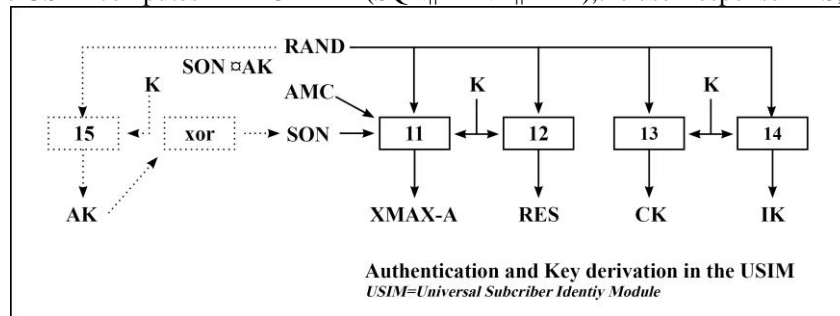 RAND
SON ¤AK
K
K
K
AMC
15
xor
SON
11
12
13
14
AK
XMAX-A
RES
CK
IK
Authentication and Key derivation in the USIM
USIM=Universal Subcriber Identiy Module